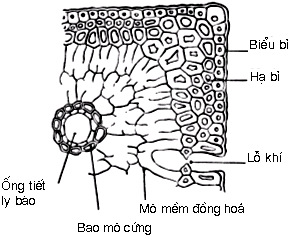 Biểu bì
Hạ bì
Lỗ khí
Ống tiết
ly bào
Mô mềm đồng hoá
Bao mô cứng